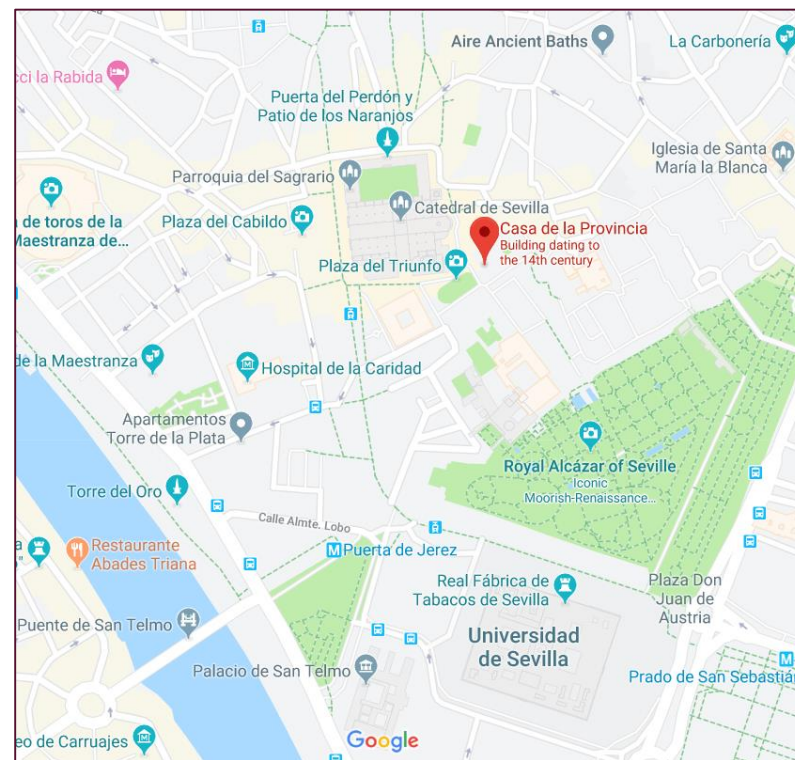 Aire Ancient Baths
La Carbonería
cci la Rabida
Puerta del Perdón y
Patio de los Naranjos
Iglesia de Santa
María la Blanca
Parroquia del Sagrario
a de toros de la
Maestranza de...
Plaza del Cabildo
Catedral de Sevilla
Casa de la Provincia
Building dating to
the 14th century
Plaza del Triunfo
de la Maestranza
Hospital de la Caridad
Apartamentos
Torre de la Plata
Royal Alcázar of Seville
Iconic
Moorish-Renaissance...
Torre del Oro
Calle Almte. Lobo
Restaurante
Abades Triana
a
o"
M Puerta de Jerez
Real Fábrica de
Tabacos de Sevilla
Plaza Don
Juan de
Austria
Puente de San Telmo
Universidad
de Sevilla
Palacio de San Telmo
M
Prado de San Sebastiá
Google
eo de Carruajes